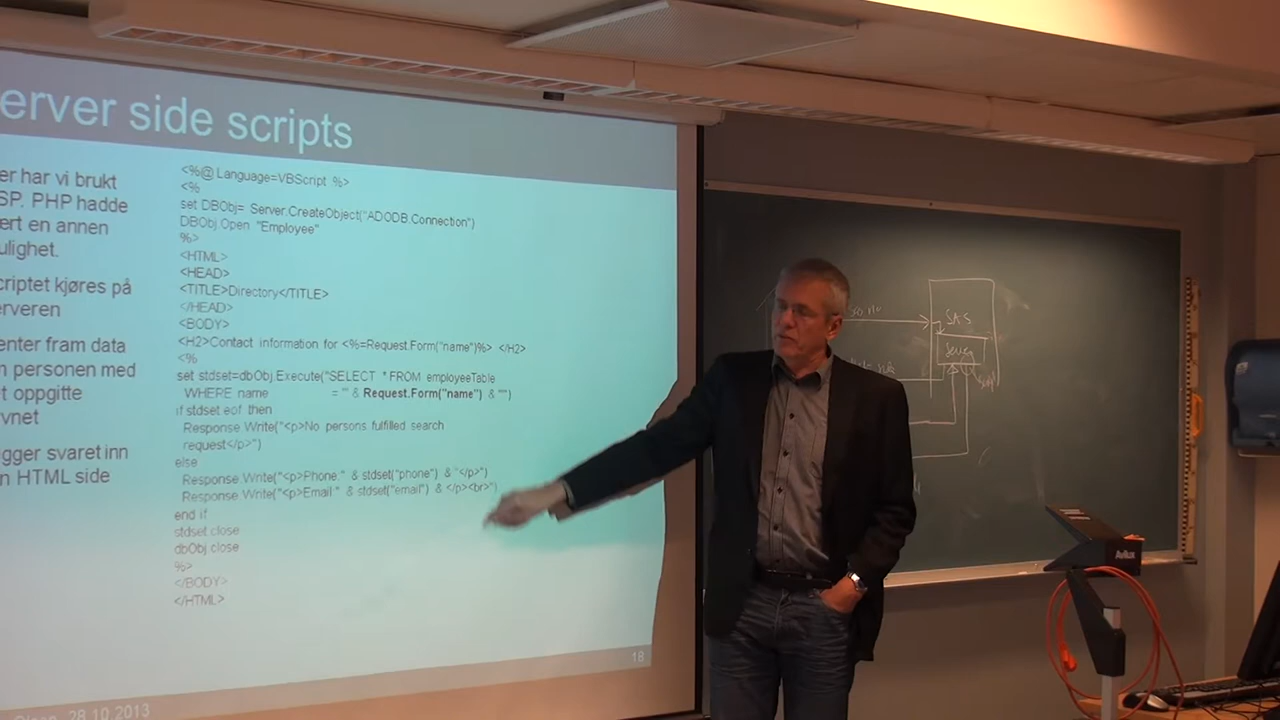 erver side scripts
er har vi brukt
SP. PHP hadde
ert en annen
ulighet.
criptet kjøres på
erveren
enter fram data
m personen med
et oppgitte
vnet
gger svaret inn
n HTML side
<%@ Language=VBScript %>
<%
set DBObj= Server.CreateObject("ADODB.Connection")
DBObj.Open "Employee"
%>
<HTML>
<HEAD>
<TITLE>Directory</TITLE>
</HEAD>
<BODY>
<H2>Contact information for <%=Request.Form("name")%> </H2>
<%
set stdset=dbObj.Execute("SELECT * FROM employeeTable
WHERE name = '" & Request.Form("name") & "'")
if stdset.eof then
Response.Write("<p>No persons fulfilled search
request</p>")
else
Response.Write("<p>Phone:" & stdset("phone") & "</p>")
Response.Write("<p>Email:" & stdset("email") & </p><br>")
end if
stdset.close
dbObj.close
%>
</BODY>
</HTML>
18
Olsen, 28.10.2013
SAS
Server
script
Avilux